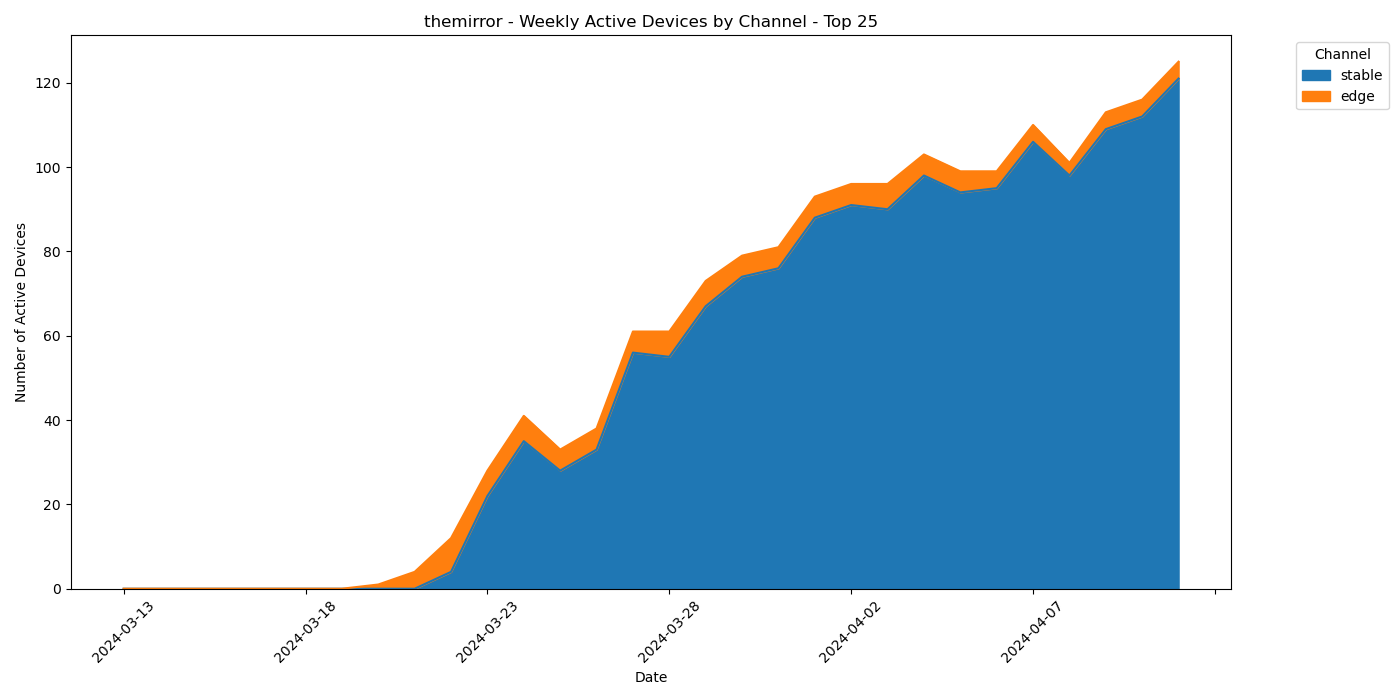 themirror - Weekly Active Devices by Channel - Top 25
Channel
stable
edge
Number of Active Devices
120
100
80
60
40
20
0
2024-03-13
2024-03-18
2024-03-23
2024-03-28
2024-04-02
2024-04-07
Date